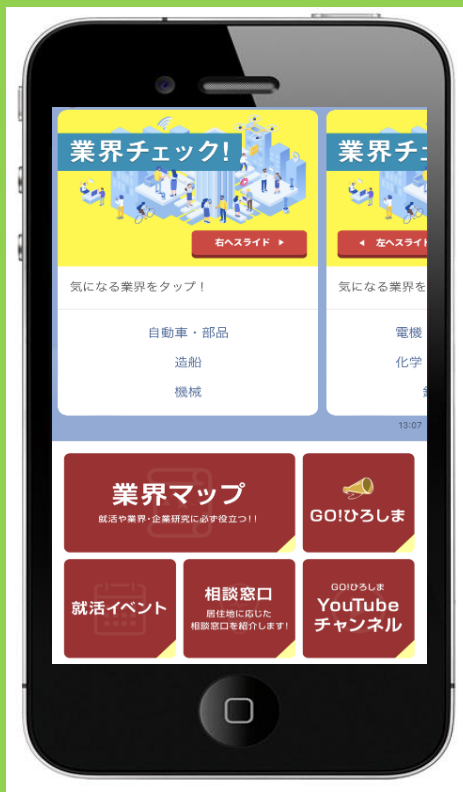 業界チェック!
右へスライド ▶
気になる業界をタップ!
自動車・部品
造船
機械
業界チェ
◀ 左へスライド
気になる業界を
電機
化学
13:07
業界マップ
就活や業界・企業研究に必ず役立つ!!
GO!ひろしま
就活イベント
相談窓口
居住地に応じた
相談窓口を紹介します!
GO!ひろしま
YouTube
チャンネル